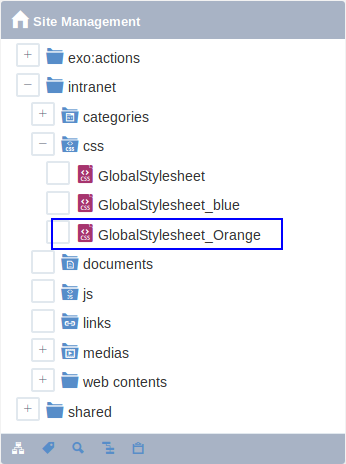 Site Management
exo:actions
intranet
categories
css
GlobalStylesheet
GlobalStylesheet_blue
GlobalStylesheet_Orange
documents
js
links
medias
web contents
shared